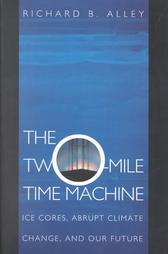 RICHARD B. ALLEY
THE
TWO-MILE
TIME MACHINE
ICE CORES, ABRUPT CLIMATE
CHANGE, AND OUR FUTURE